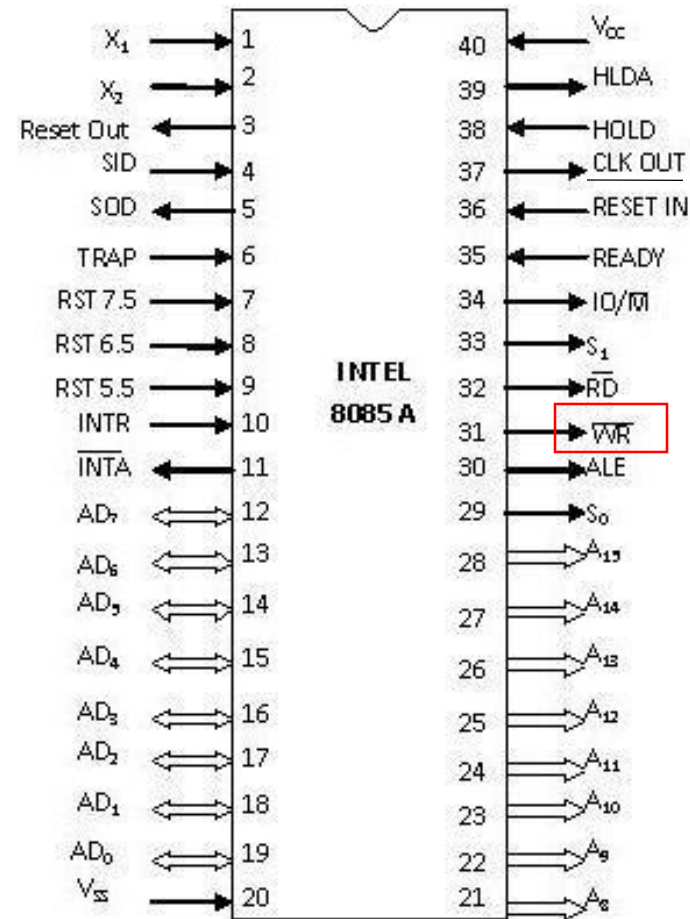 X₁ 1 40 Vcc
X₂ 2 39 HLDA
Reset Out 3 38 HOLD
SID 4 37 CLK OUT
SOD 5 36 RESET IN
TRAP 6 35 READY
RST 7.5 7 34 IO/M̅
RST 6.5 8 33 S₁
RST 5.5 9 32 R̅D̅
INTR 10 31 W̅R̅
I̅N̅T̅A̅ 11 30 ALE
AD₇ 12 29 S₀
AD₆ 13 28 A₁₅
AD₅ 14 27 A₁₄
AD₄ 15 26 A₁₃
AD₃ 16 25 A₁₂
AD₂ 17 24 A₁₁
AD₁ 18 23 A₁₀
AD₀ 19 22 A₉
Vss 20 21 A₈
INTEL
8085 A